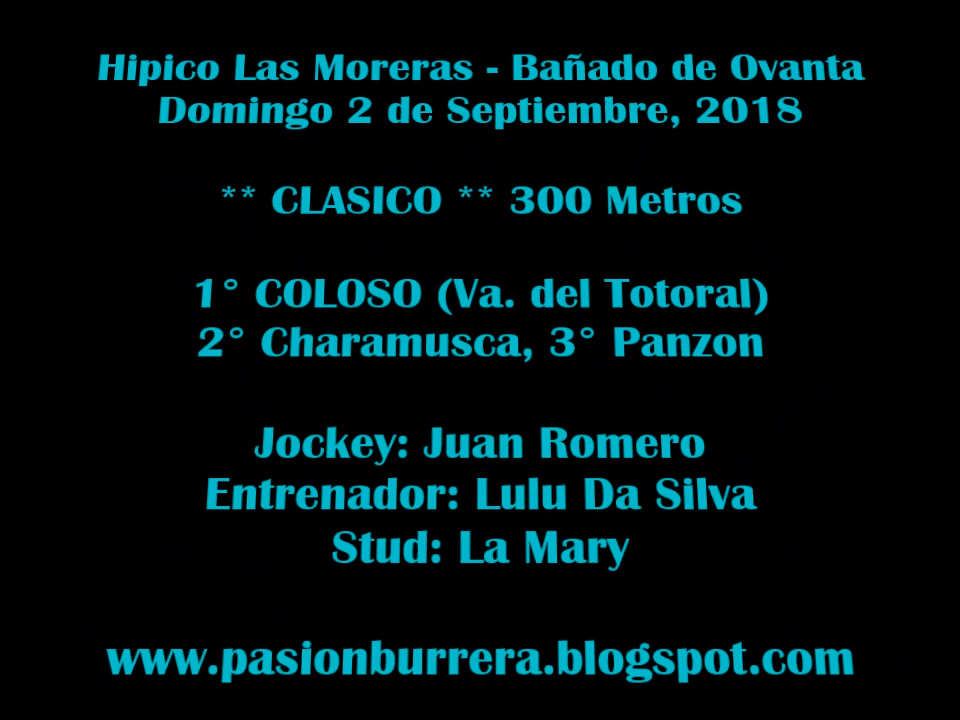 Hipico Las Moreras - Bañado de Ovanta
Domingo 2 de Septiembre, 2018
** CLASICO ** 300 Metros
1° COLOSO (Va. del Totoral)
2° Charamusca, 3° Panzon
Jockey: Juan Romero
Entrenador: Lulu Da Silva
Stud: La Mary
www.pasionburrera.blogspot.com